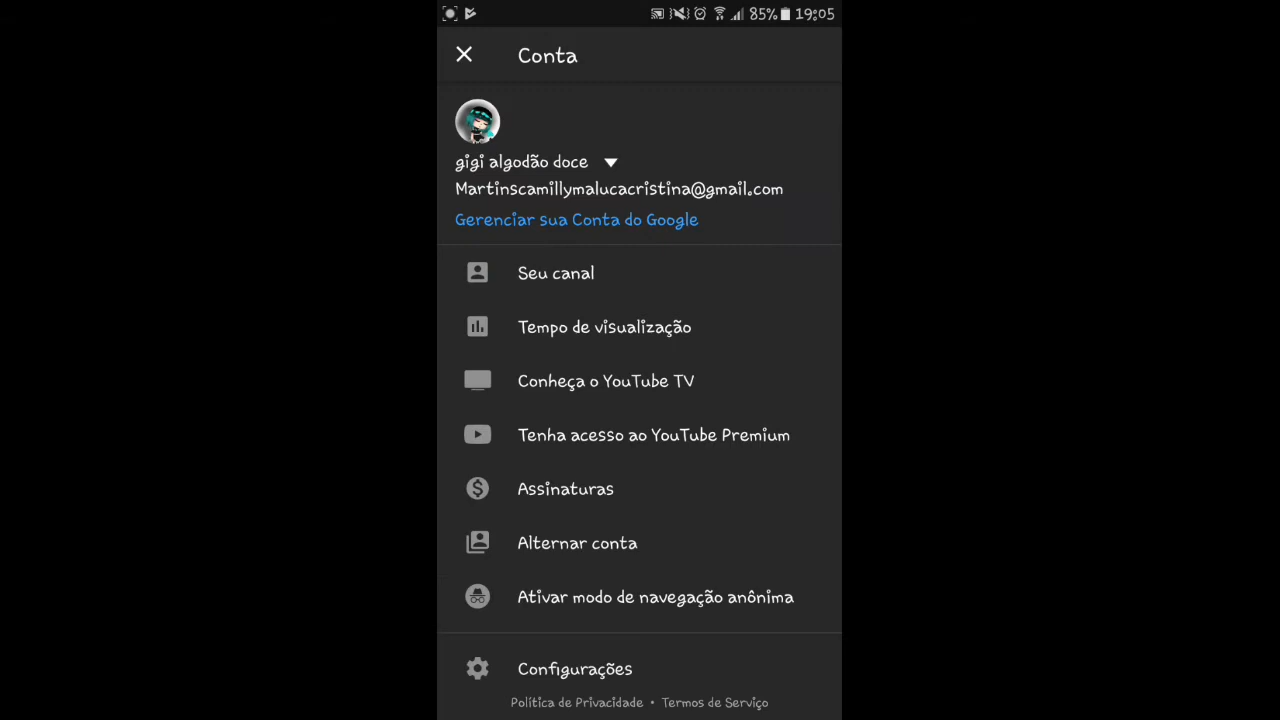 85% 19:05
Conta
gigi algodão doce
Martinscamillymalucacristina@gmail.com
Gerenciar sua Conta do Google
Seu canal
Tempo de visualização
Conheça o YouTube TV
Tenha acesso ao YouTube Premium
Assinaturas
Alternar conta
Ativar modo de navegação anônima
Configurações
Política de Privacidade • Termos de Serviço